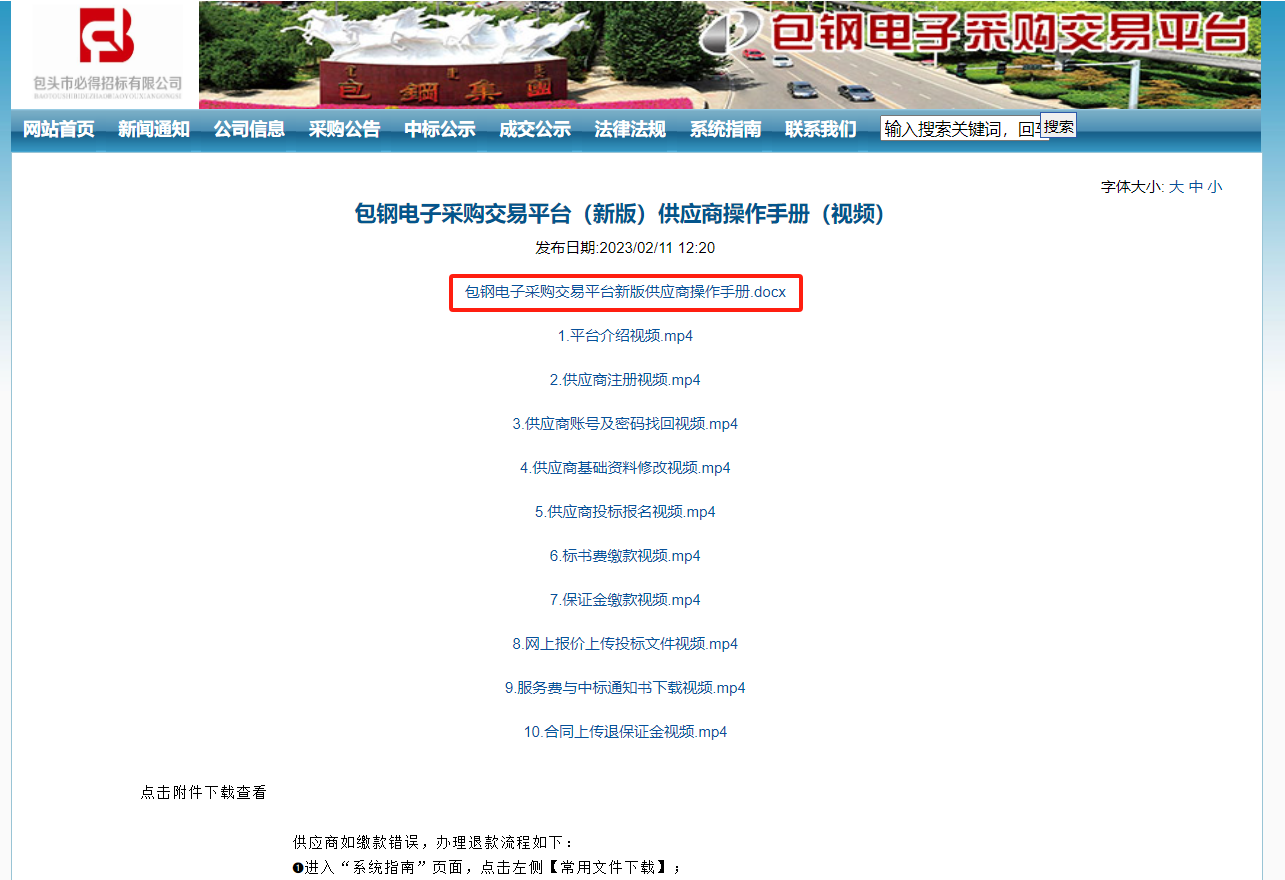 包头市必得招标有限公司
包鋼集團
包钢电子采购交易平台
网站首页 新闻通知 公司信息 采购公告 中标公示 成交公示 法律法规 系统指南 联系我们 输入搜索关键词，回 搜索
字体大小: 大 中 小
包钢电子采购交易平台（新版）供应商操作手册（视频）
发布日期:2023/02/11 12:20
包钢电子采购交易平台新版供应商操作手册.docx
1.平台介绍视频.mp4
2.供应商注册视频.mp4
3.供应商账号及密码找回视频.mp4
4.供应商基础资料修改视频.mp4
5.供应商投标报名视频.mp4
6.标书费缴款视频.mp4
7.保证金缴款视频.mp4
8.网上报价上传投标文件视频.mp4
9.服务费与中标通知书下载视频.mp4
10.合同上传退保证金视频.mp4
点击附件下载查看
供应商如缴款错误，办理退款流程如下：
❶进入“系统指南”页面，点击左侧【常用文件下载】；